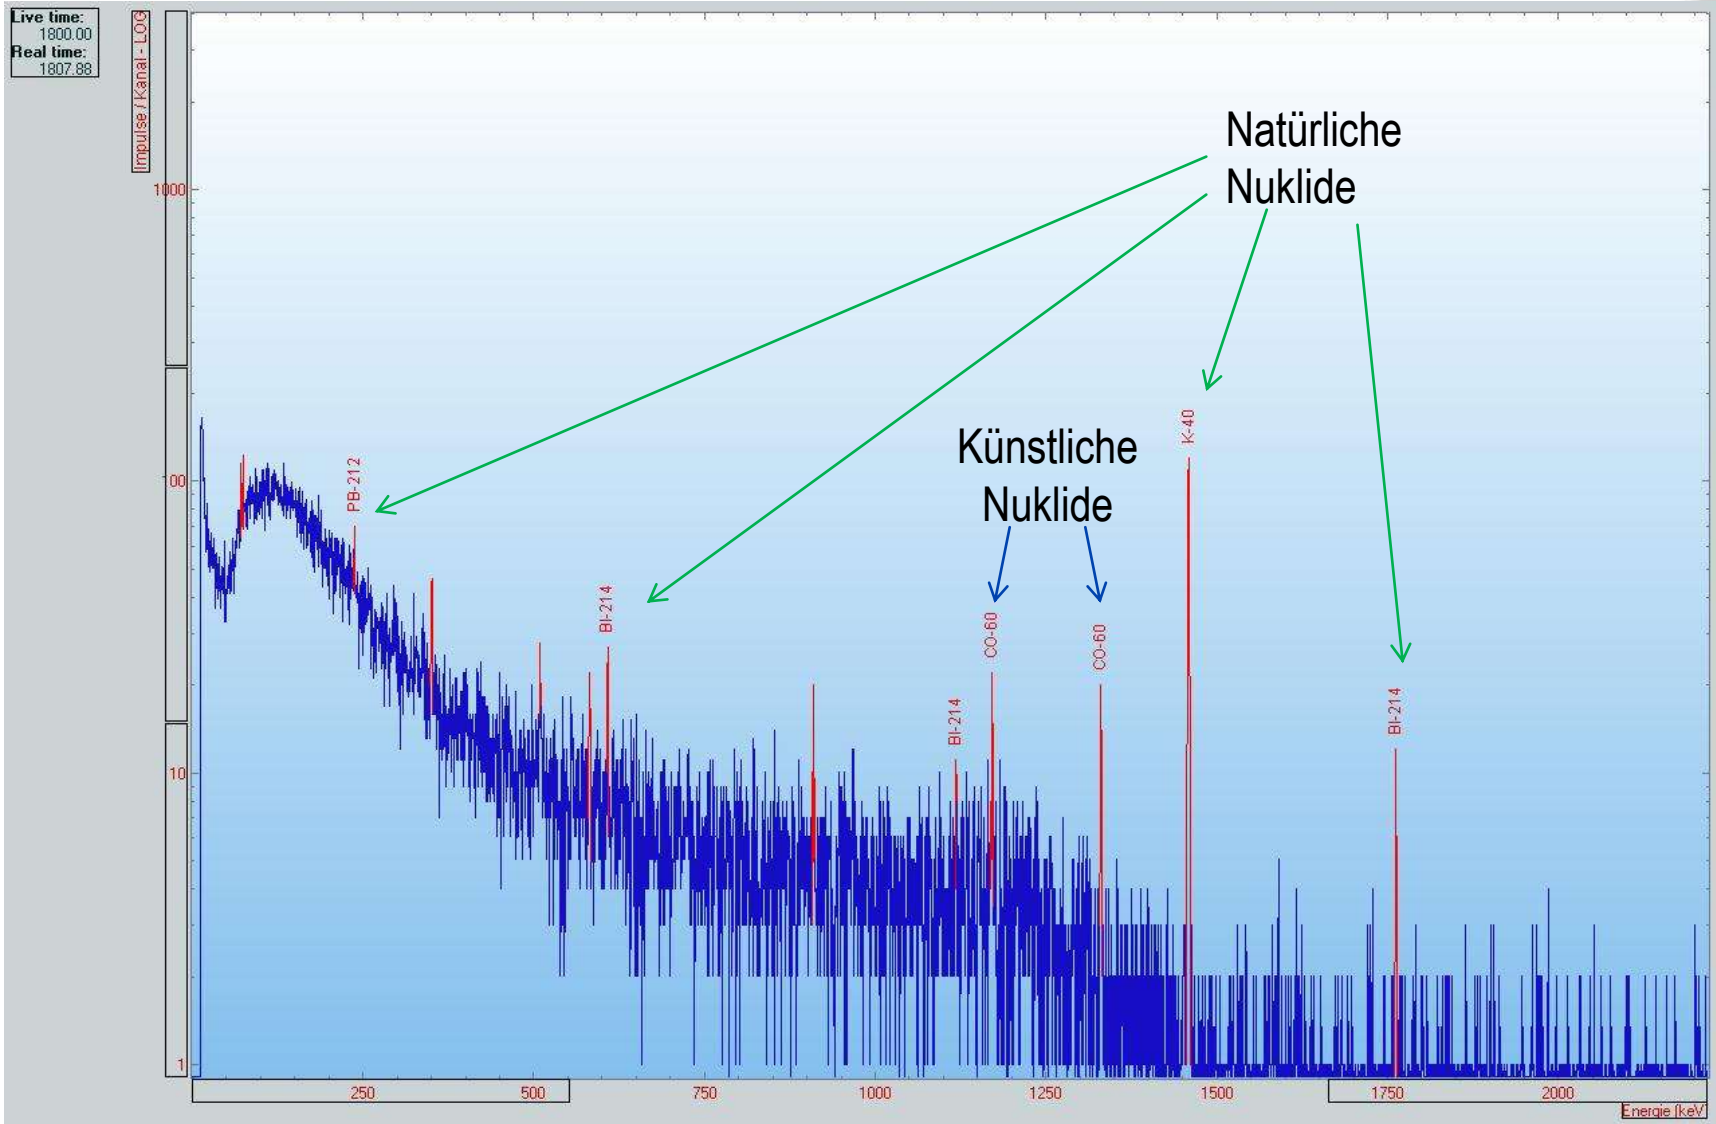 Live time:
1800.00
Real time:
1807.88
Impulse / Kanal - LOG
1000
00
10
1
Natürliche
Nuklide
Künstliche
Nuklide
PB-212
BI-214
BI-214
CO-60
CO-60
K-40
BI-214
250
500
750
1000
1250
1500
1750
2000
Energie [keV]